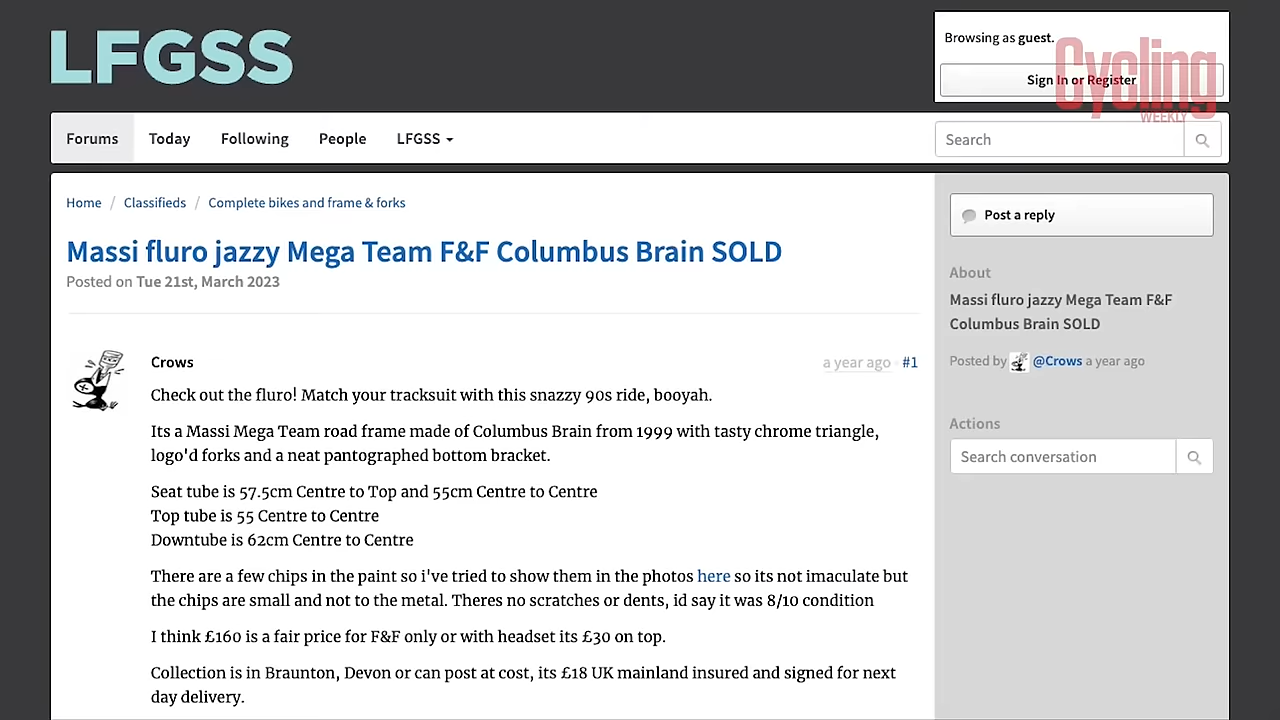 LFGSS
Browsing as guest.
Sign In or Register
Cycling
WEEKLY
Forums
Today
Following
People
LFGSS
Search
Home / Classifieds / Complete bikes and frame & forks
Massi fluro jazzy Mega Team F&F Columbus Brain SOLD
Posted on Tue 21st, March 2023
Crows
a year ago
#1
Check out the fluro! Match your tracksuit with this snazzy 90s ride, booyah.
Its a Massi Mega Team road frame made of Columbus Brain from 1999 with tasty chrome triangle,
logo'd forks and a neat pantographed bottom bracket.
Seat tube is 57.5cm Centre to Top and 55cm Centre to Centre
Top tube is 55 Centre to Centre
Downtube is 62cm Centre to Centre
There are a few chips in the paint so i've tried to show them in the photos here so its not imaculate but
the chips are small and not to the metal. Theres no scratches or dents, id say it was 8/10 condition
I think £160 is a fair price for F&F only or with headset its £30 on top.
Collection is in Braunton, Devon or can post at cost, its £18 UK mainland insured and signed for next
day delivery.
Post a reply
About
Massi fluro jazzy Mega Team F&F
Columbus Brain SOLD
Posted by @Crows a year ago
Actions
Search conversation